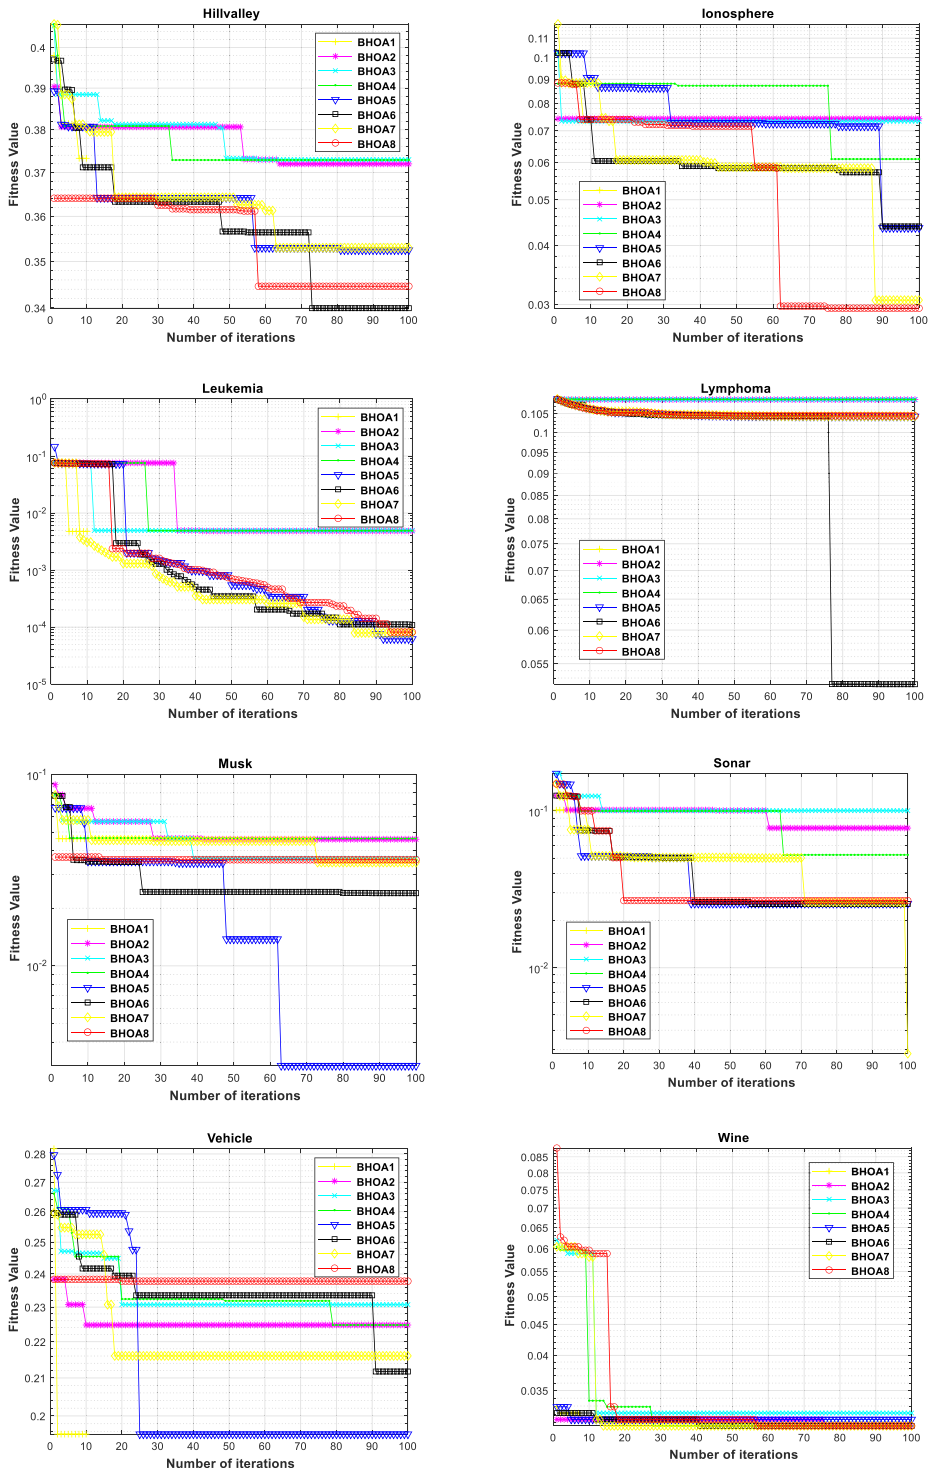 Hillvalley
0.4
0.38
0.37
0.36
0.35
0.34
Fitness Value
BHOA1
BHOA2
BHOA3
BHOA4
BHOA5
BHOA6
BHOA7
BHOA8
0 10 20 30 40 50 60 70 80 90 100
Number of iterations
Ionosphere
0.11
0.1
0.09
0.08
0.07
0.06
0.05
0.04
0.03
Fitness Value
BHOA1
BHOA2
BHOA3
BHOA4
BHOA5
BHOA6
BHOA7
BHOA8
0 10 20 30 40 50 60 70 80 90 100
Number of iterations
Leukemia
10^0
10^-1
10^-2
10^-3
10^-4
10^-5
Fitness Value
BHOA1
BHOA2
BHOA3
BHOA4
BHOA5
BHOA6
BHOA7
BHOA8
0 10 20 30 40 50 60 70 80 90 100
Number of iterations
Lymphoma
0.105
0.1
0.095
0.09
0.085
0.08
0.075
0.07
0.065
0.06
0.055
Fitness Value
BHOA1
BHOA2
BHOA3
BHOA4
BHOA5
BHOA6
BHOA7
BHOA8
0 10 20 30 40 50 60 70 80 90 100
Number of iterations
Musk
10^-1
10^-2
Fitness Value
BHOA1
BHOA2
BHOA3
BHOA4
BHOA5
BHOA6
BHOA7
BHOA8
0 10 20 30 40 50 60 70 80 90 100
Number of iterations
Sonar
10^-1
10^-2
Fitness Value
BHOA1
BHOA2
BHOA3
BHOA4
BHOA5
BHOA6
BHOA7
BHOA8
0 10 20 30 40 50 60 70 80 90 100
Number of iterations
Vehicle
0.28
0.27
0.26
0.25
0.24
0.23
0.22
0.21
0.2
Fitness Value
BHOA1
BHOA2
BHOA3
BHOA4
BHOA5
BHOA6
BHOA7
BHOA8
0 10 20 30 40 50 60 70 80 90 100
Number of iterations
Wine
0.085
0.08
0.075
0.07
0.065
0.06
0.055
0.05
0.045
0.04
0.035
Fitness Value
BHOA1
BHOA2
BHOA3
BHOA4
BHOA5
BHOA6
BHOA7
BHOA8
0 10 20 30 40 50 60 70 80 90 100
Number of iterations